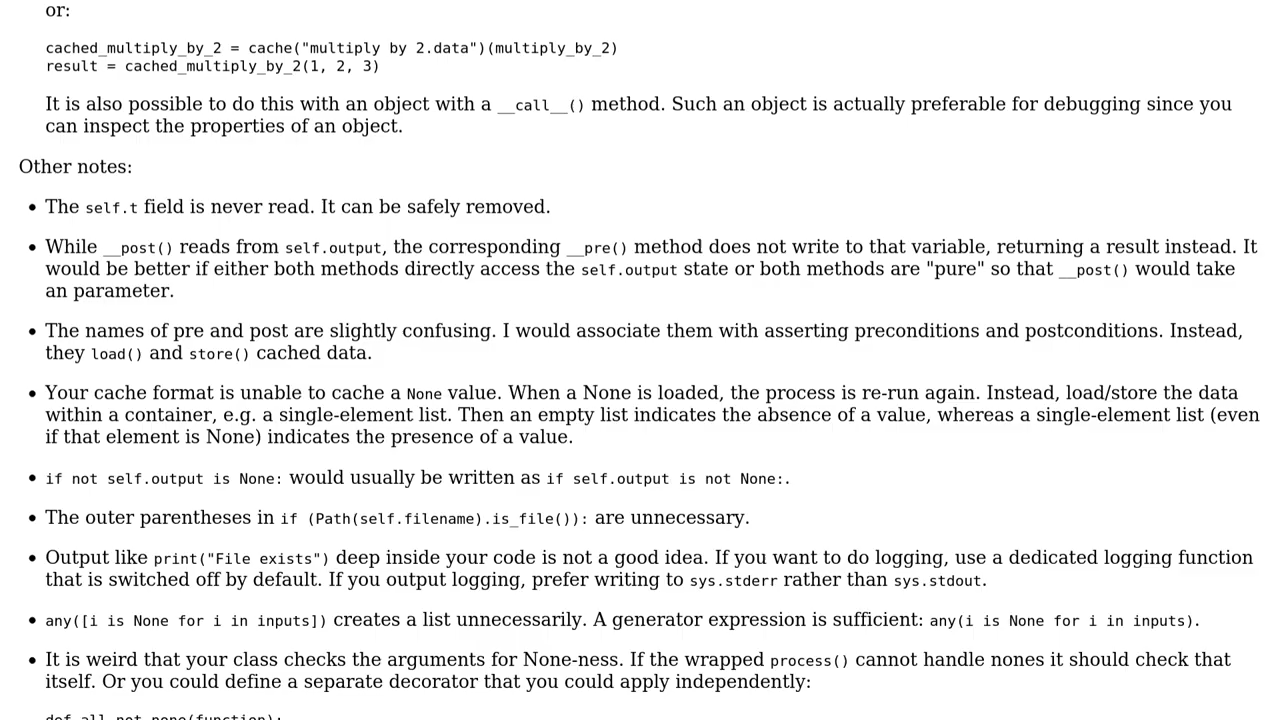 or:
cached_multiply_by_2 = cache("multiply by 2.data")(multiply_by_2)
result = cached_multiply_by_2(1, 2, 3)
It is also possible to do this with an object with a __call__() method. Such an object is actually preferable for debugging since you
can inspect the properties of an object.
Other notes:
• The self.t field is never read. It can be safely removed.
• While __post() reads from self.output, the corresponding __pre() method does not write to that variable, returning a result instead. It
would be better if either both methods directly access the self.output state or both methods are "pure" so that __post() would take
an parameter.
• The names of pre and post are slightly confusing. I would associate them with asserting preconditions and postconditions. Instead,
they load() and store() cached data.
• Your cache format is unable to cache a None value. When a None is loaded, the process is re-run again. Instead, load/store the data
within a container, e.g. a single-element list. Then an empty list indicates the absence of a value, whereas a single-element list (even
if that element is None) indicates the presence of a value.
• if not self.output is None: would usually be written as if self.output is not None:.
• The outer parentheses in if (Path(self.filename).is_file()): are unnecessary.
• Output like print("File exists") deep inside your code is not a good idea. If you want to do logging, use a dedicated logging function
that is switched off by default. If you output logging, prefer writing to sys.stderr rather than sys.stdout.
• any([i is None for i in inputs]) creates a list unnecessarily. A generator expression is sufficient: any(i is None for i in inputs).
• It is weird that your class checks the arguments for None-ness. If the wrapped process() cannot handle nones it should check that
itself. Or you could define a separate decorator that you could apply independently:
def all_not_none(function):